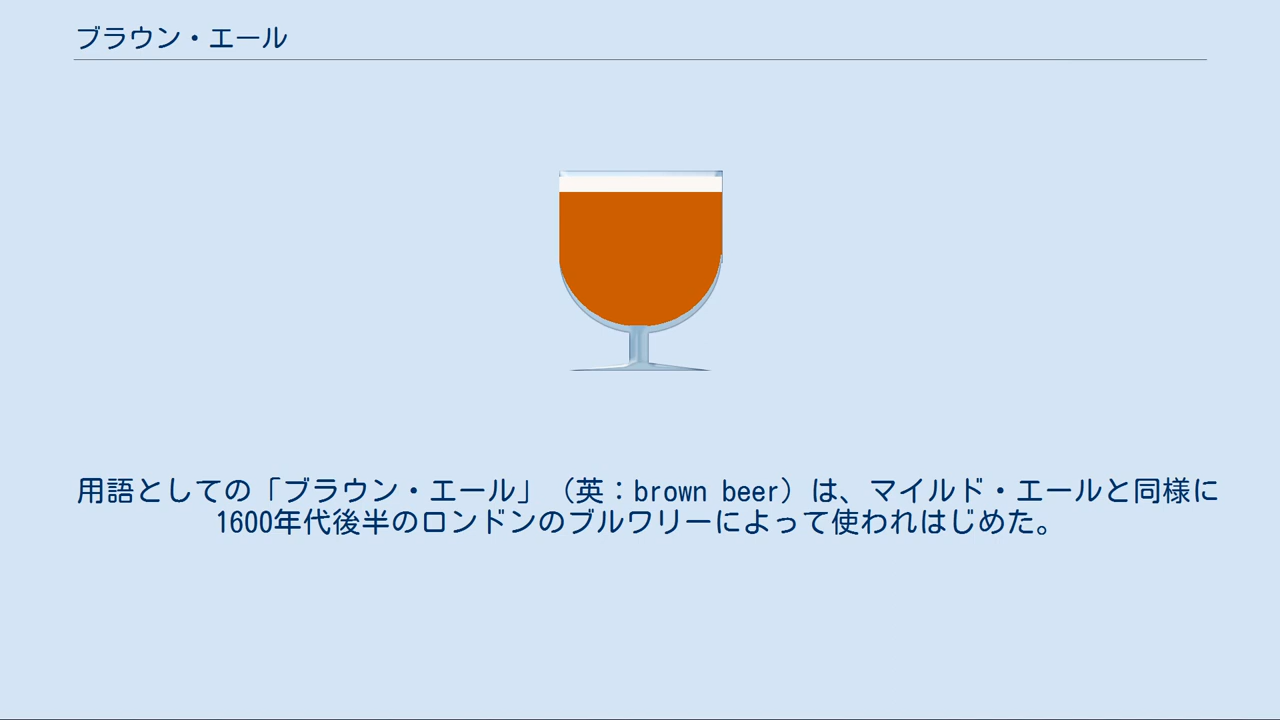 ブラウン・エール
用語としての「ブラウン・エール」（英：brown beer）は、マイルド・エールと同様に
1600年代後半のロンドンのブルワリーによって使われはじめた。